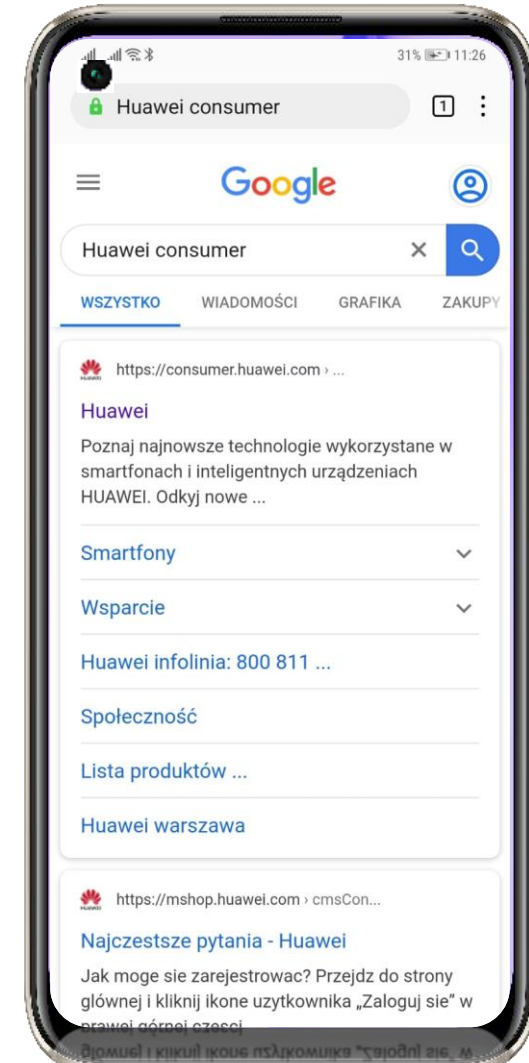 31% 11:26
Huawei consumer 1
Google
Huawei consumer
WSZYSTKO WIADOMOŚCI GRAFIKA ZAKUPY
https://consumer.huawei.com › ...
Huawei
Poznaj najnowsze technologie wykorzystane w
smartfonach i inteligentnych urządzeniach
HUAWEI. Odkyj nowe ...
Smartfony
Wsparcie
Huawei infolinia: 800 811 ...
Społeczność
Lista produktów ...
Huawei warszawa
https://mshop.huawei.com › cmsCon...
Najczestsze pytania - Huawei
Jak moge sie zarejestrowac? Przejdz do strony
glównej i kliknij ikone uzytkownika „Zaloguj sie" w
prawej górnej czesci